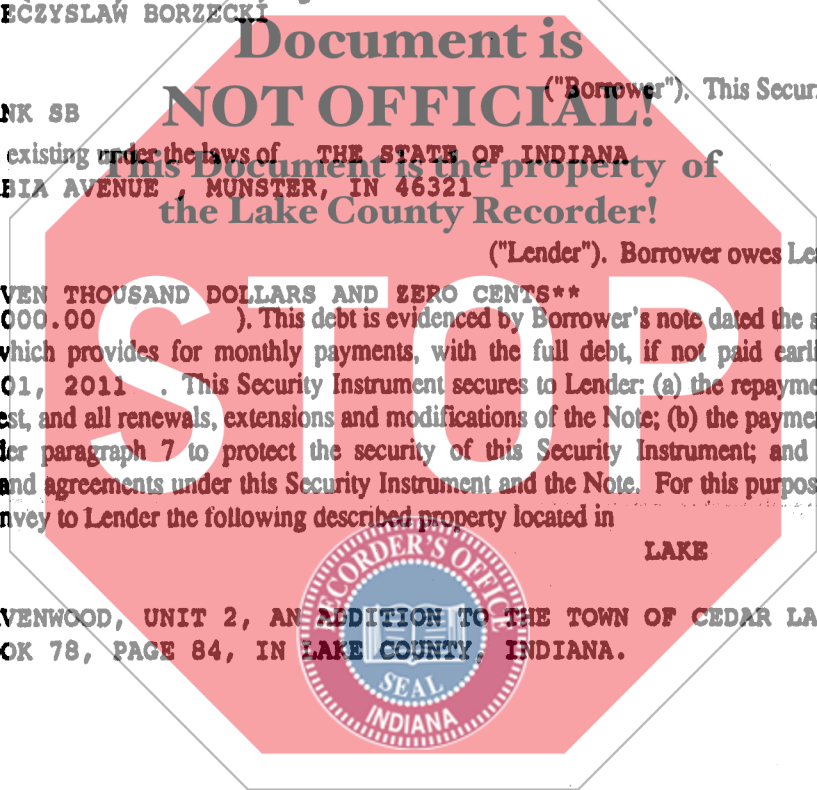 ECZYSLAW BORZECKI
Document is
NOT OFFICIAL!
("Borrower"). This Securi
NK SB
existing under the laws of THE STATE OF INDIANA
This Document is the property of
BIA AVENUE , MUNSTER, IN 46321
the Lake County Recorder!
("Lender"). Borrower owes Le
VEN THOUSAND DOLLARS AND ZERO CENTS**
000.00 ). This debt is evidenced by Borrower's note dated the s
which provides for monthly payments, with the full debt, if not paid earli
01, 2011 . This Security Instrument secures to Lender: (a) the repayme
est, and all renewals, extensions and modifications of the Note; (b) the payme
der paragraph 7 to protect the security of this Security Instrument; and
and agreements under this Security Instrument and the Note. For this purpos
nvey to Lender the following described property located in
STOP
LAKE
VENWOOD, UNIT 2, AN ADDITION TO THE TOWN OF CEDAR LA
OK 78, PAGE 84, IN LAKE COUNTY, INDIANA.
RECORDER'S OFFICE
SEAL
INDIANA